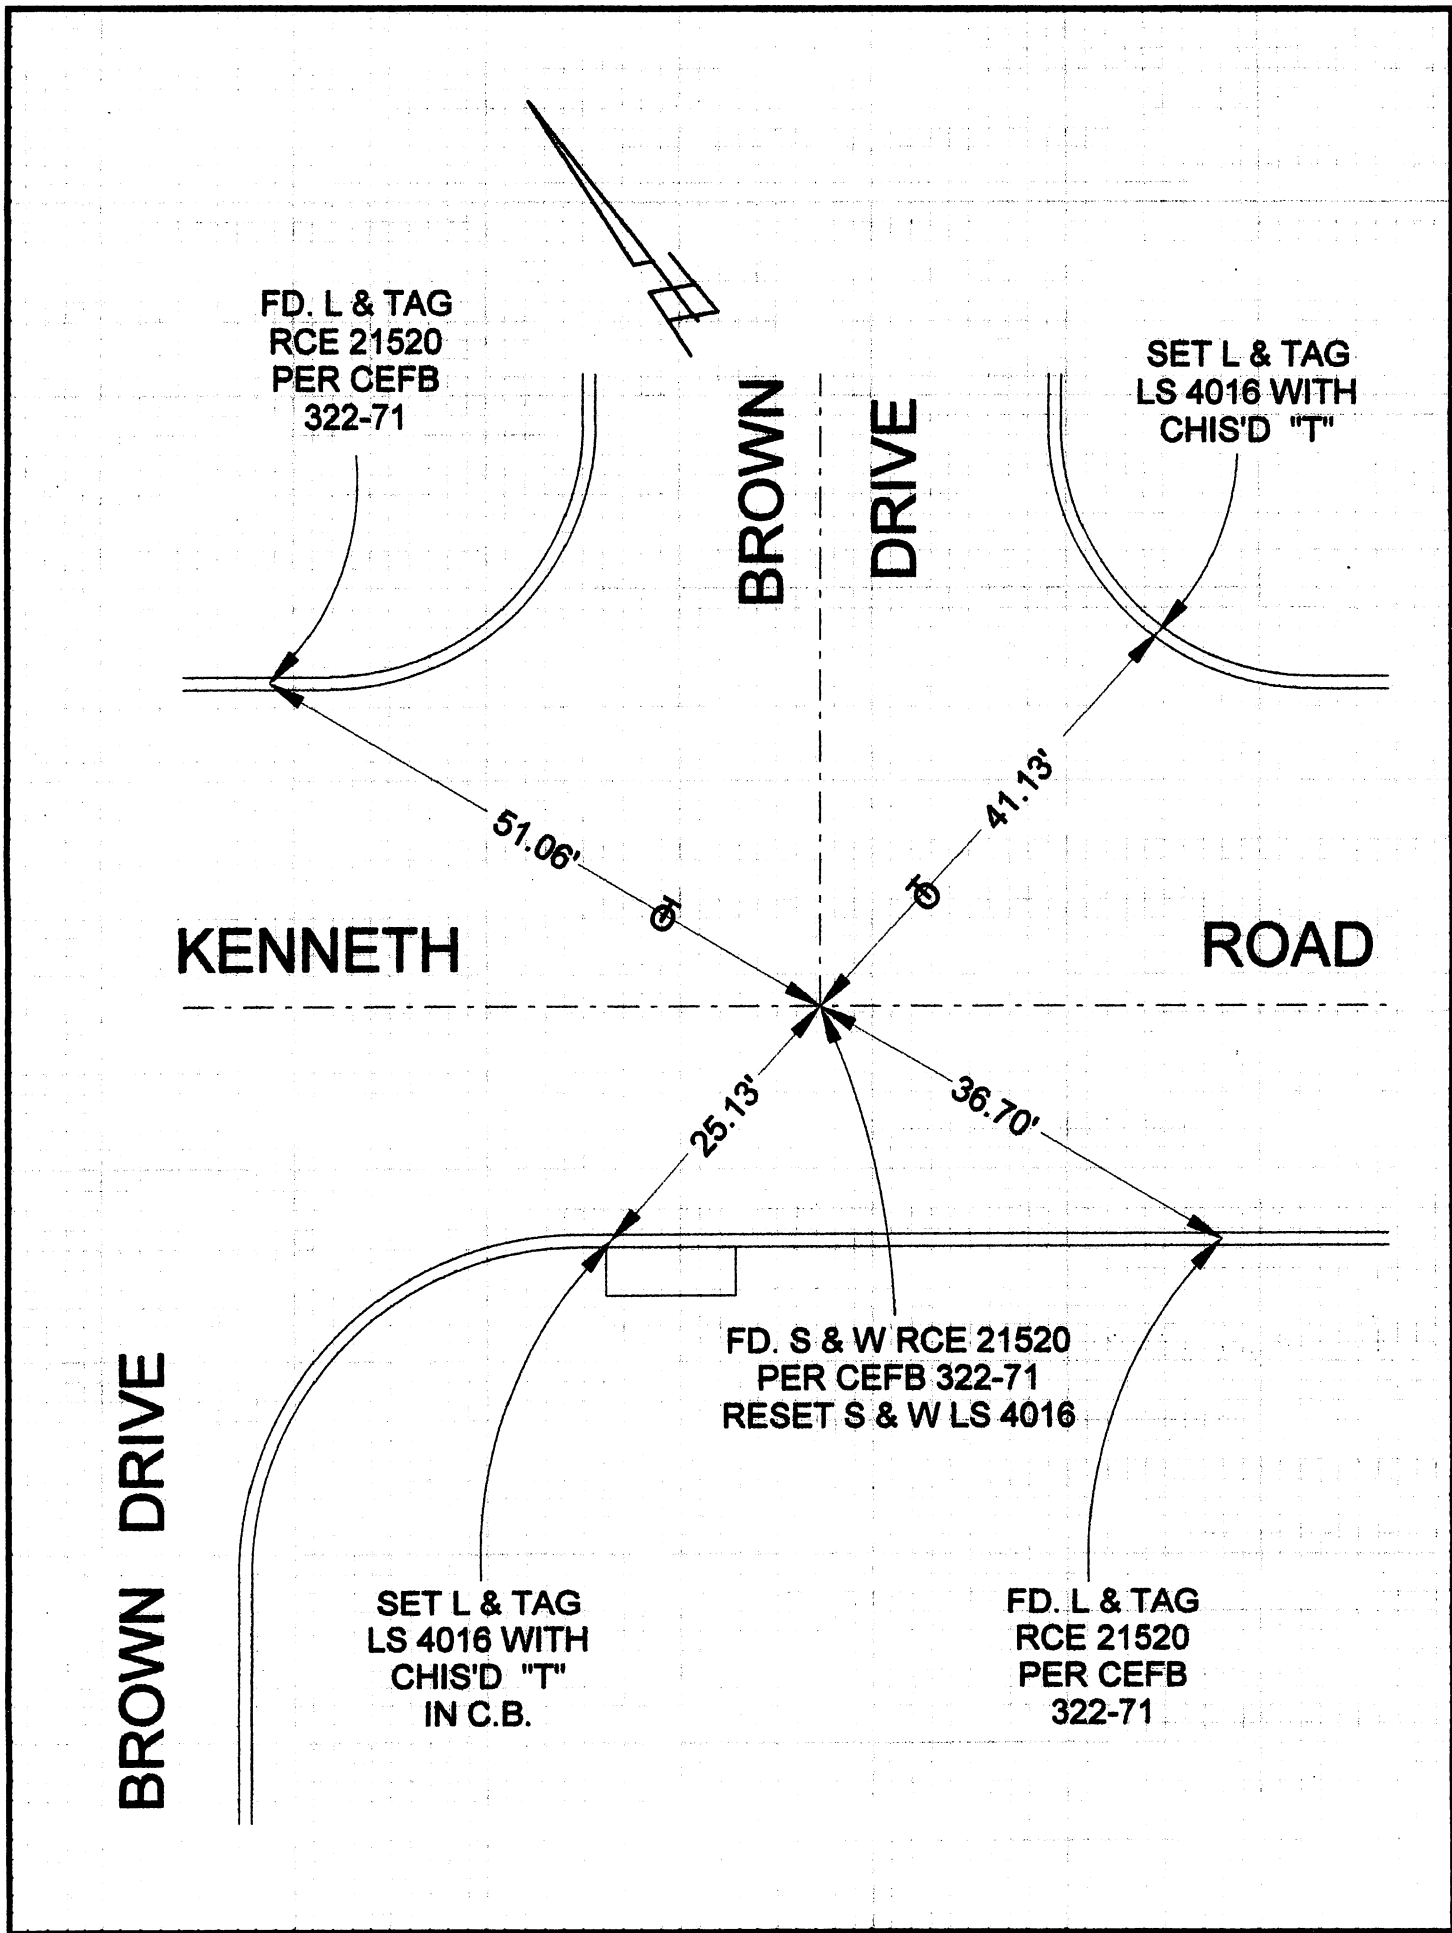 FD. L & TAG
RCE 21520
PER CEFB
322-71
BROWN
DRIVE
SET L & TAG
LS 4016 WITH
CHIS'D "T"
51.06'
41.13'
KENNETH
ROAD
25.13'
36.70'
FD. S & W RCE 21520
PER CEFB 322-71
RESET S & W LS 4016
BROWN DRIVE
SET L & TAG
LS 4016 WITH
CHIS'D "T"
IN C.B.
FD. L & TAG
RCE 21520
PER CEFB
322-71